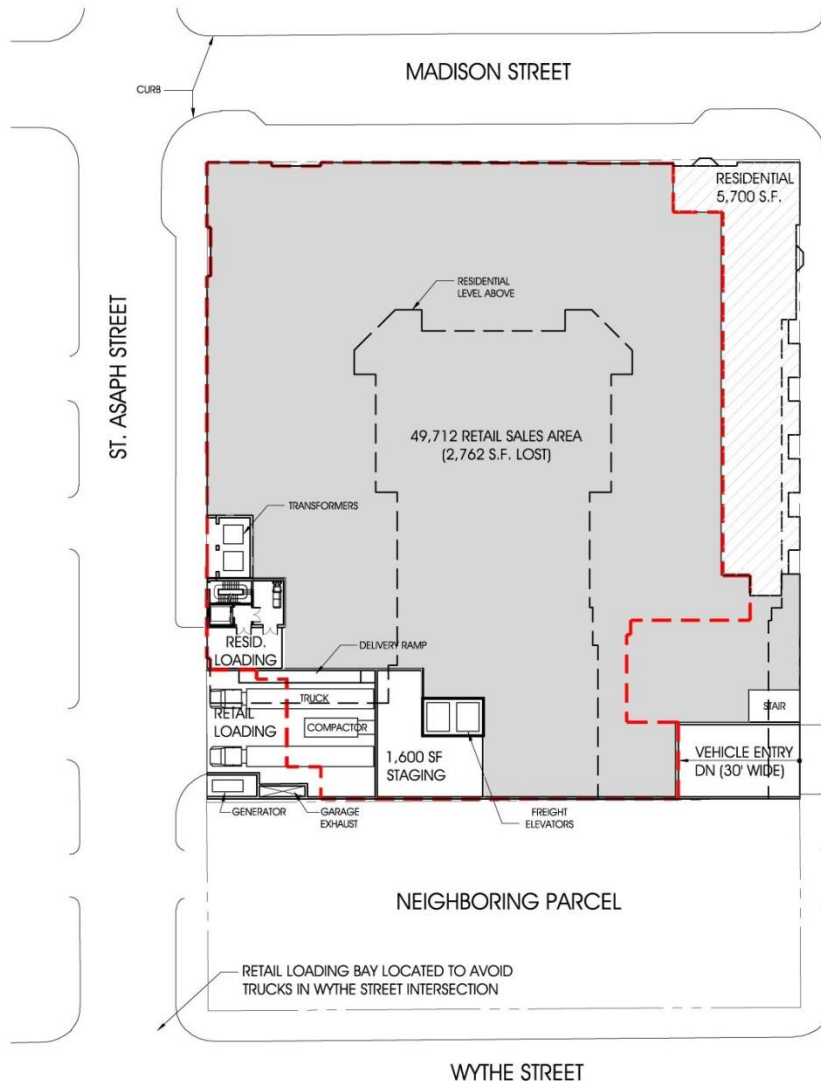 MADISON STREET
CURB
RESIDENTIAL
5,700 S.F.
RESIDENTIAL
LEVEL ABOVE
ST. ASAPH STREET
49,712 RETAIL SALES AREA
(2,762 S.F. LOST)
TRANSFORMERS
RESID.
LOADING
DELIVERY RAMP
TRUCK
RETAIL
LOADING
COMPACTOR
1,600 SF
STAGING
STAIR
VEHICLE ENTRY
DN (30' WIDE)
GENERATOR
GARAGE
EXHAUST
FREIGHT
ELEVATORS
NEIGHBORING PARCEL
RETAIL LOADING BAY LOCATED TO AVOID
TRUCKS IN WYTHE STREET INTERSECTION
WYTHE STREET